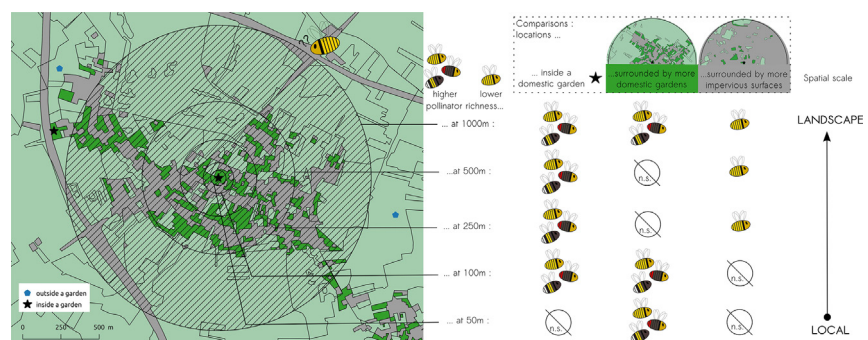 Comparisons :
locations ...
... inside a
domestic garden
...surrounded by more
domestic gardens
...surrounded by more
impervious surfaces
Spatial scale
higher
lower
pollinator richness...
... at 1000m :
...at 500m :
... at 250m :
... at 100m :
... at 50m :
n.s.
n.s.
n.s.
n.s.
n.s.
LANDSCAPE
LOCAL
outside a garden
inside a garden
0
250
500 m